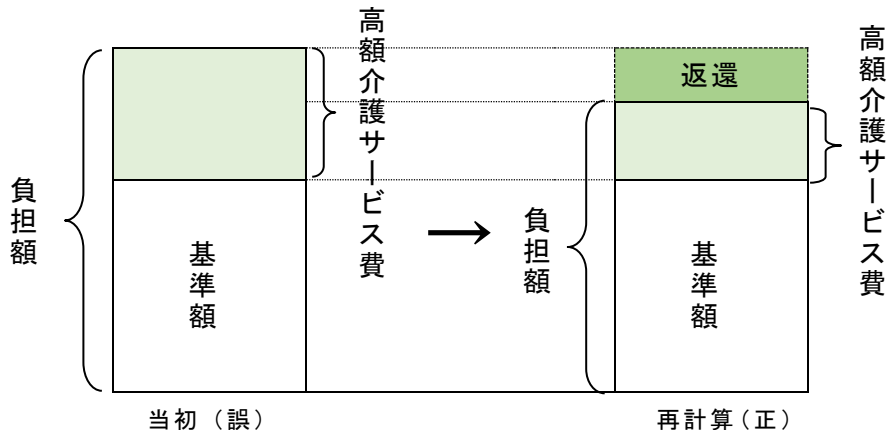 負担額
基準額
高額介護サービス費
当初（誤）
負担額
返還
基準額
高額介護サービス費
再計算（正）